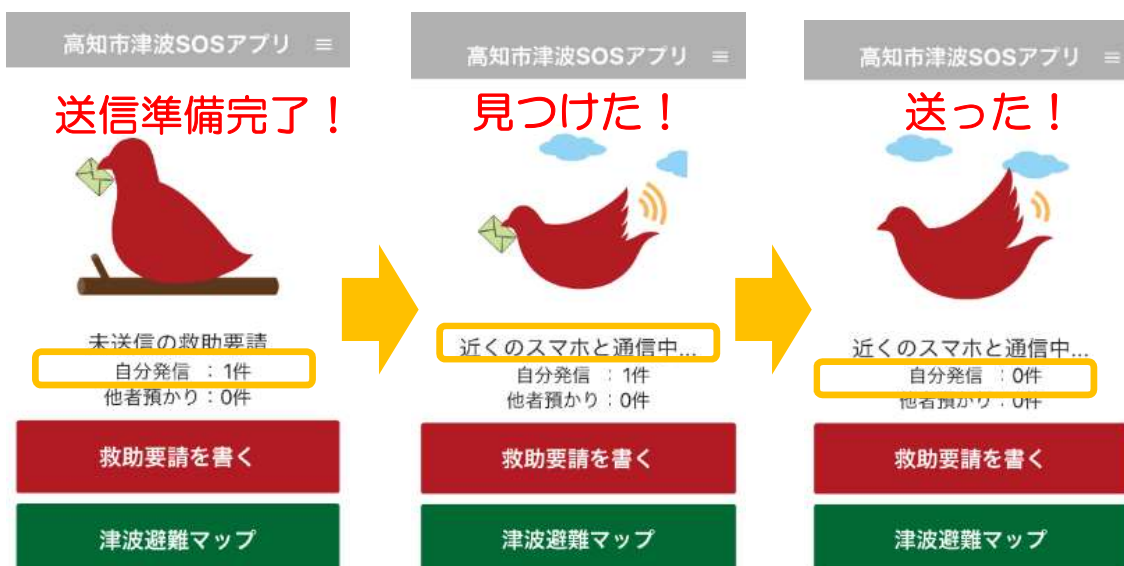 高知市津波SOSアプリ ≡
送信準備完了！
未送信の救助要請
自分発信 ：1件
他者預かり：0件
救助要請を書く
津波避難マップ
高知市津波SOSアプリ ≡
見つけた！
近くのスマホと通信中...
自分発信 ：1件
他者預かり：0件
救助要請を書く
津波避難マップ
高知市津波SOSアプリ ≡
送った！
近くのスマホと通信中...
自分発信 ：0件
他者預かり：0件
救助要請を書く
津波避難マップ